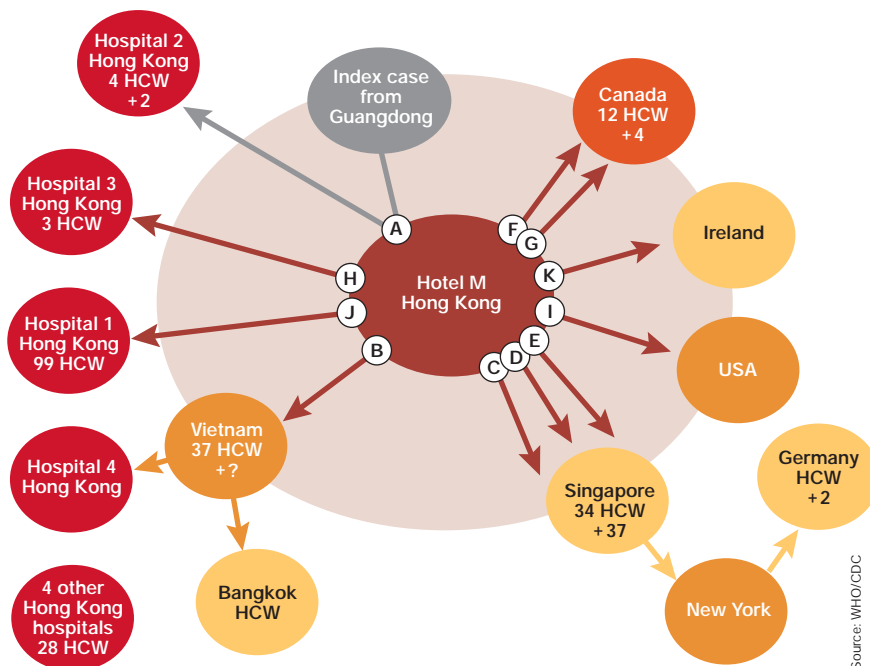 Hospital 2
Hong Kong
4 HCW
+2
Index case
from
Guangdong
Canada
12 HCW
+4
Hospital 3
Hong Kong
3 HCW
A
F
G
Ireland
H
Hotel M
Hong Kong
K
J
I
Hospital 1
Hong Kong
99 HCW
B
E
D
C
USA
Vietnam
37 HCW
+?
Hospital 4
Hong Kong
Singapore
34 HCW
+37
Germany
HCW
+2
Bangkok
HCW
New York
4 other
Hong Kong
hospitals
28 HCW
Source: WHO/CDC